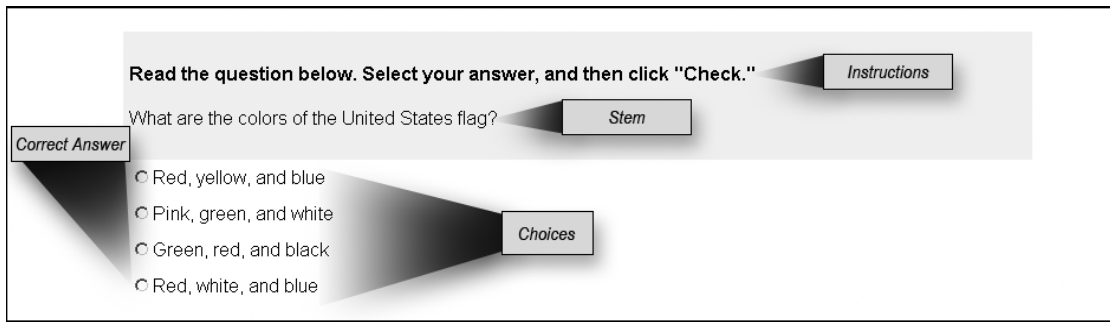 Read the question below. Select your answer, and then click "Check."
Instructions
What are the colors of the United States flag?
Stem
Correct Answer
Red, yellow, and blue
Pink, green, and white
Choices
Green, red, and black
Red, white, and blue